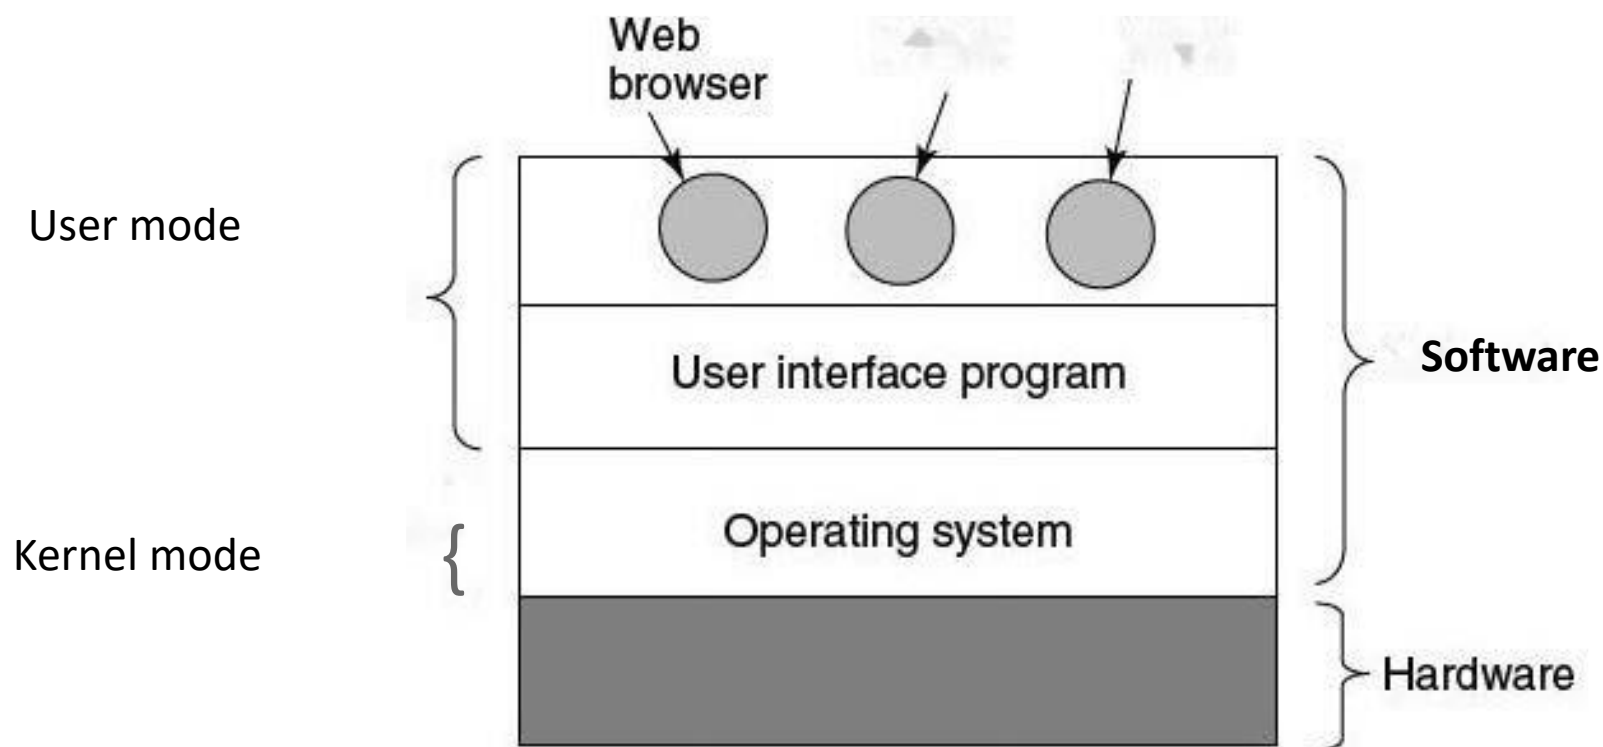 Web
browser
User mode
User interface program
Software
Operating system
Kernel mode
Hardware